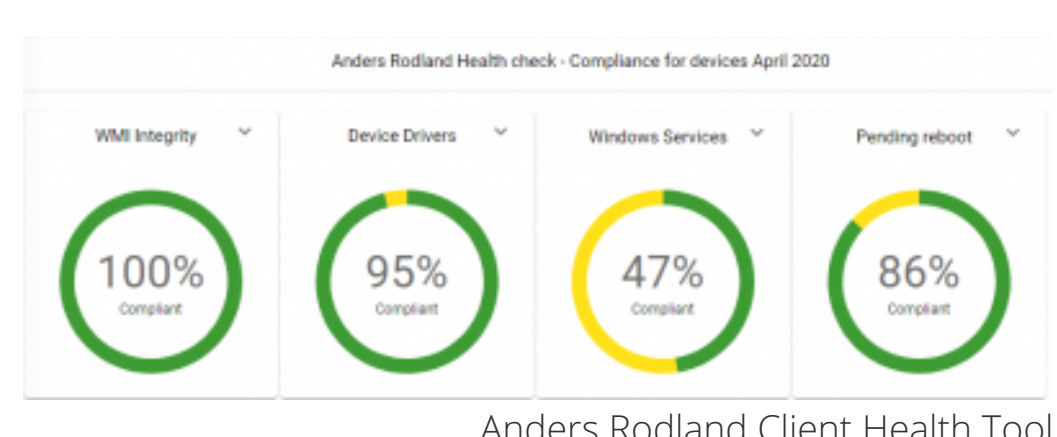 Anders Rodland Health check - Compliance for devices April 2020
WMI Integrity
Device Drivers
Windows Services
Pending reboot
100%
Compliant
95%
Compliant
47%
Compliant
86%
Compliant
Anders Rodland Client Health Tool